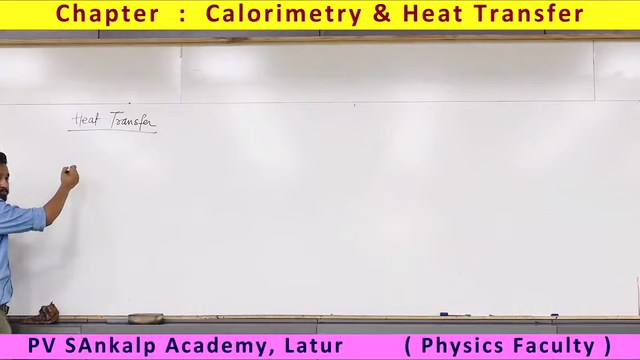 Chapter : Calorimetry & Heat Transfer
Heat Transfer
PV SAnkalp Academy, Latur ( Physics Faculty )